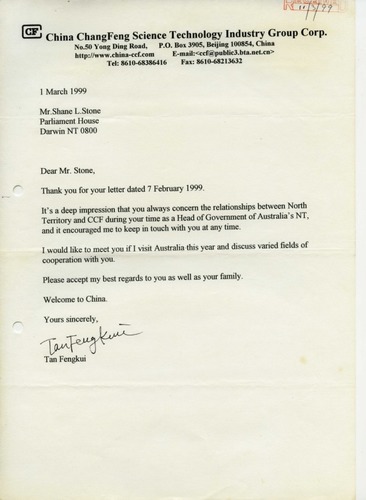 CF China ChangFeng Science Technology Industry Group Corp.
No.50 Yong Ding Road, P.O. Box 3905, Beijing 100854, China
http://www.china-ccf.com E-mail:<ccf@public3.bta.net.cn>
Tel: 8610-68386416 Fax: 8610-68213632
1 March 1999
Mr.Shane L.Stone
Parliament House
Darwin NT 0800
Dear Mr. Stone,
Thank you for your letter dated 7 February 1999.
It's a deep impression that you always concern the relationships between North
Territory and CCF during your time as a Head of Government of Australia's NT,
and it encouraged me to keep in touch with you at any time.
I would like to meet you if I visit Australia this year and discuss varied fields of
cooperation with you.
Please accept my best regards to you as well as your family.
Welcome to China.
Yours sincerely,
TanFengKui
Tan Fengkui